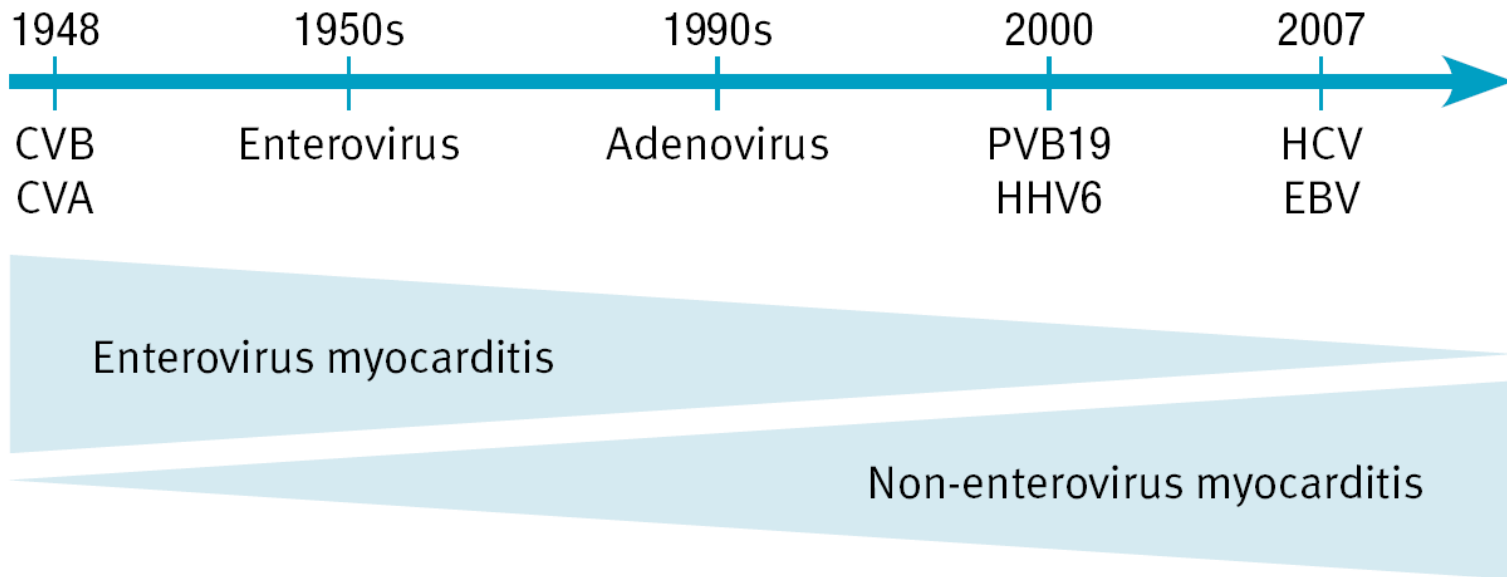 1948 1950s 1990s 2000 2007
CVB Enterovirus Adenovirus PVB19 HCV
CVA HHV6 EBV
Enterovirus myocarditis
Non-enterovirus myocarditis